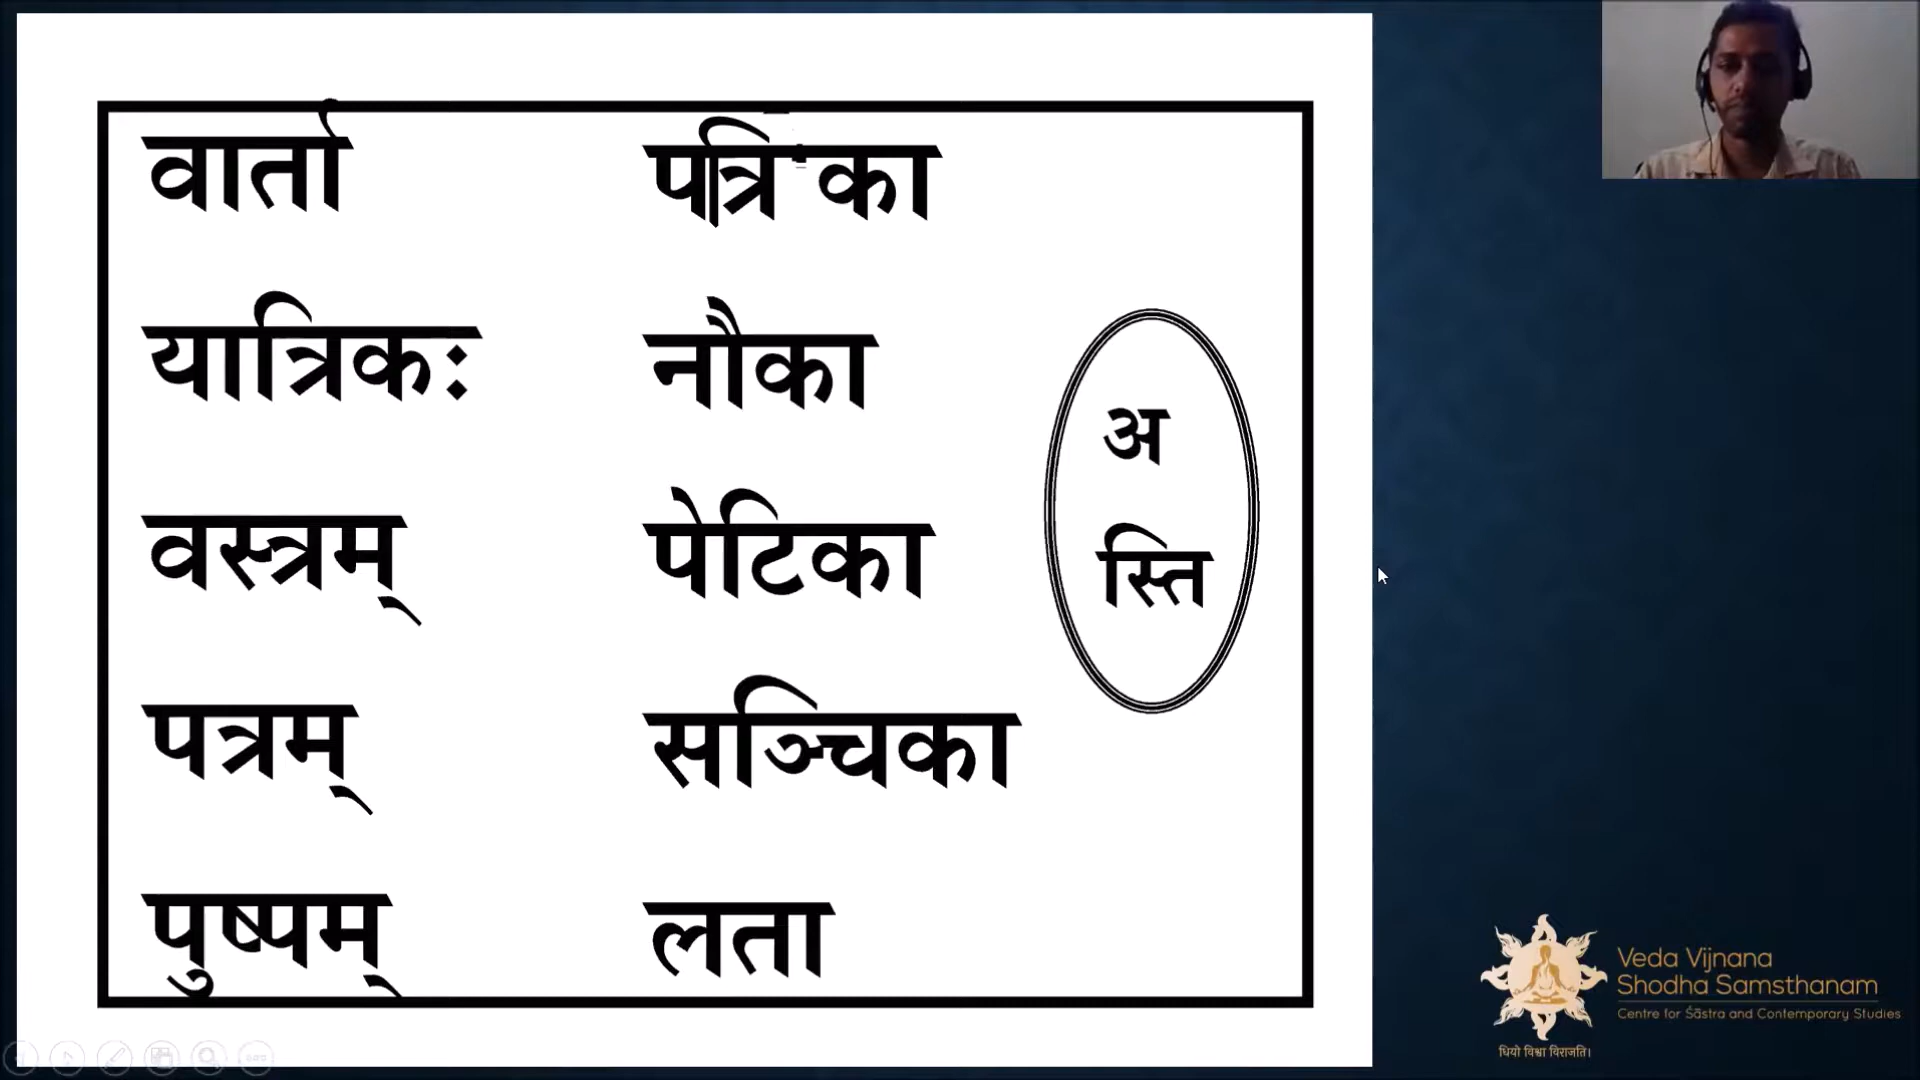 वार्ता पत्रिका
यात्रिकः नौका
अ
वस्त्रम् पेटिका
स्ति
पत्रम् सञ्चिका
पुष्पम् लता
Veda Vijnana
Shodha Samsthanam
Centre for Śāstra and Contemporary Studies
धियो विश्वा विराजति।